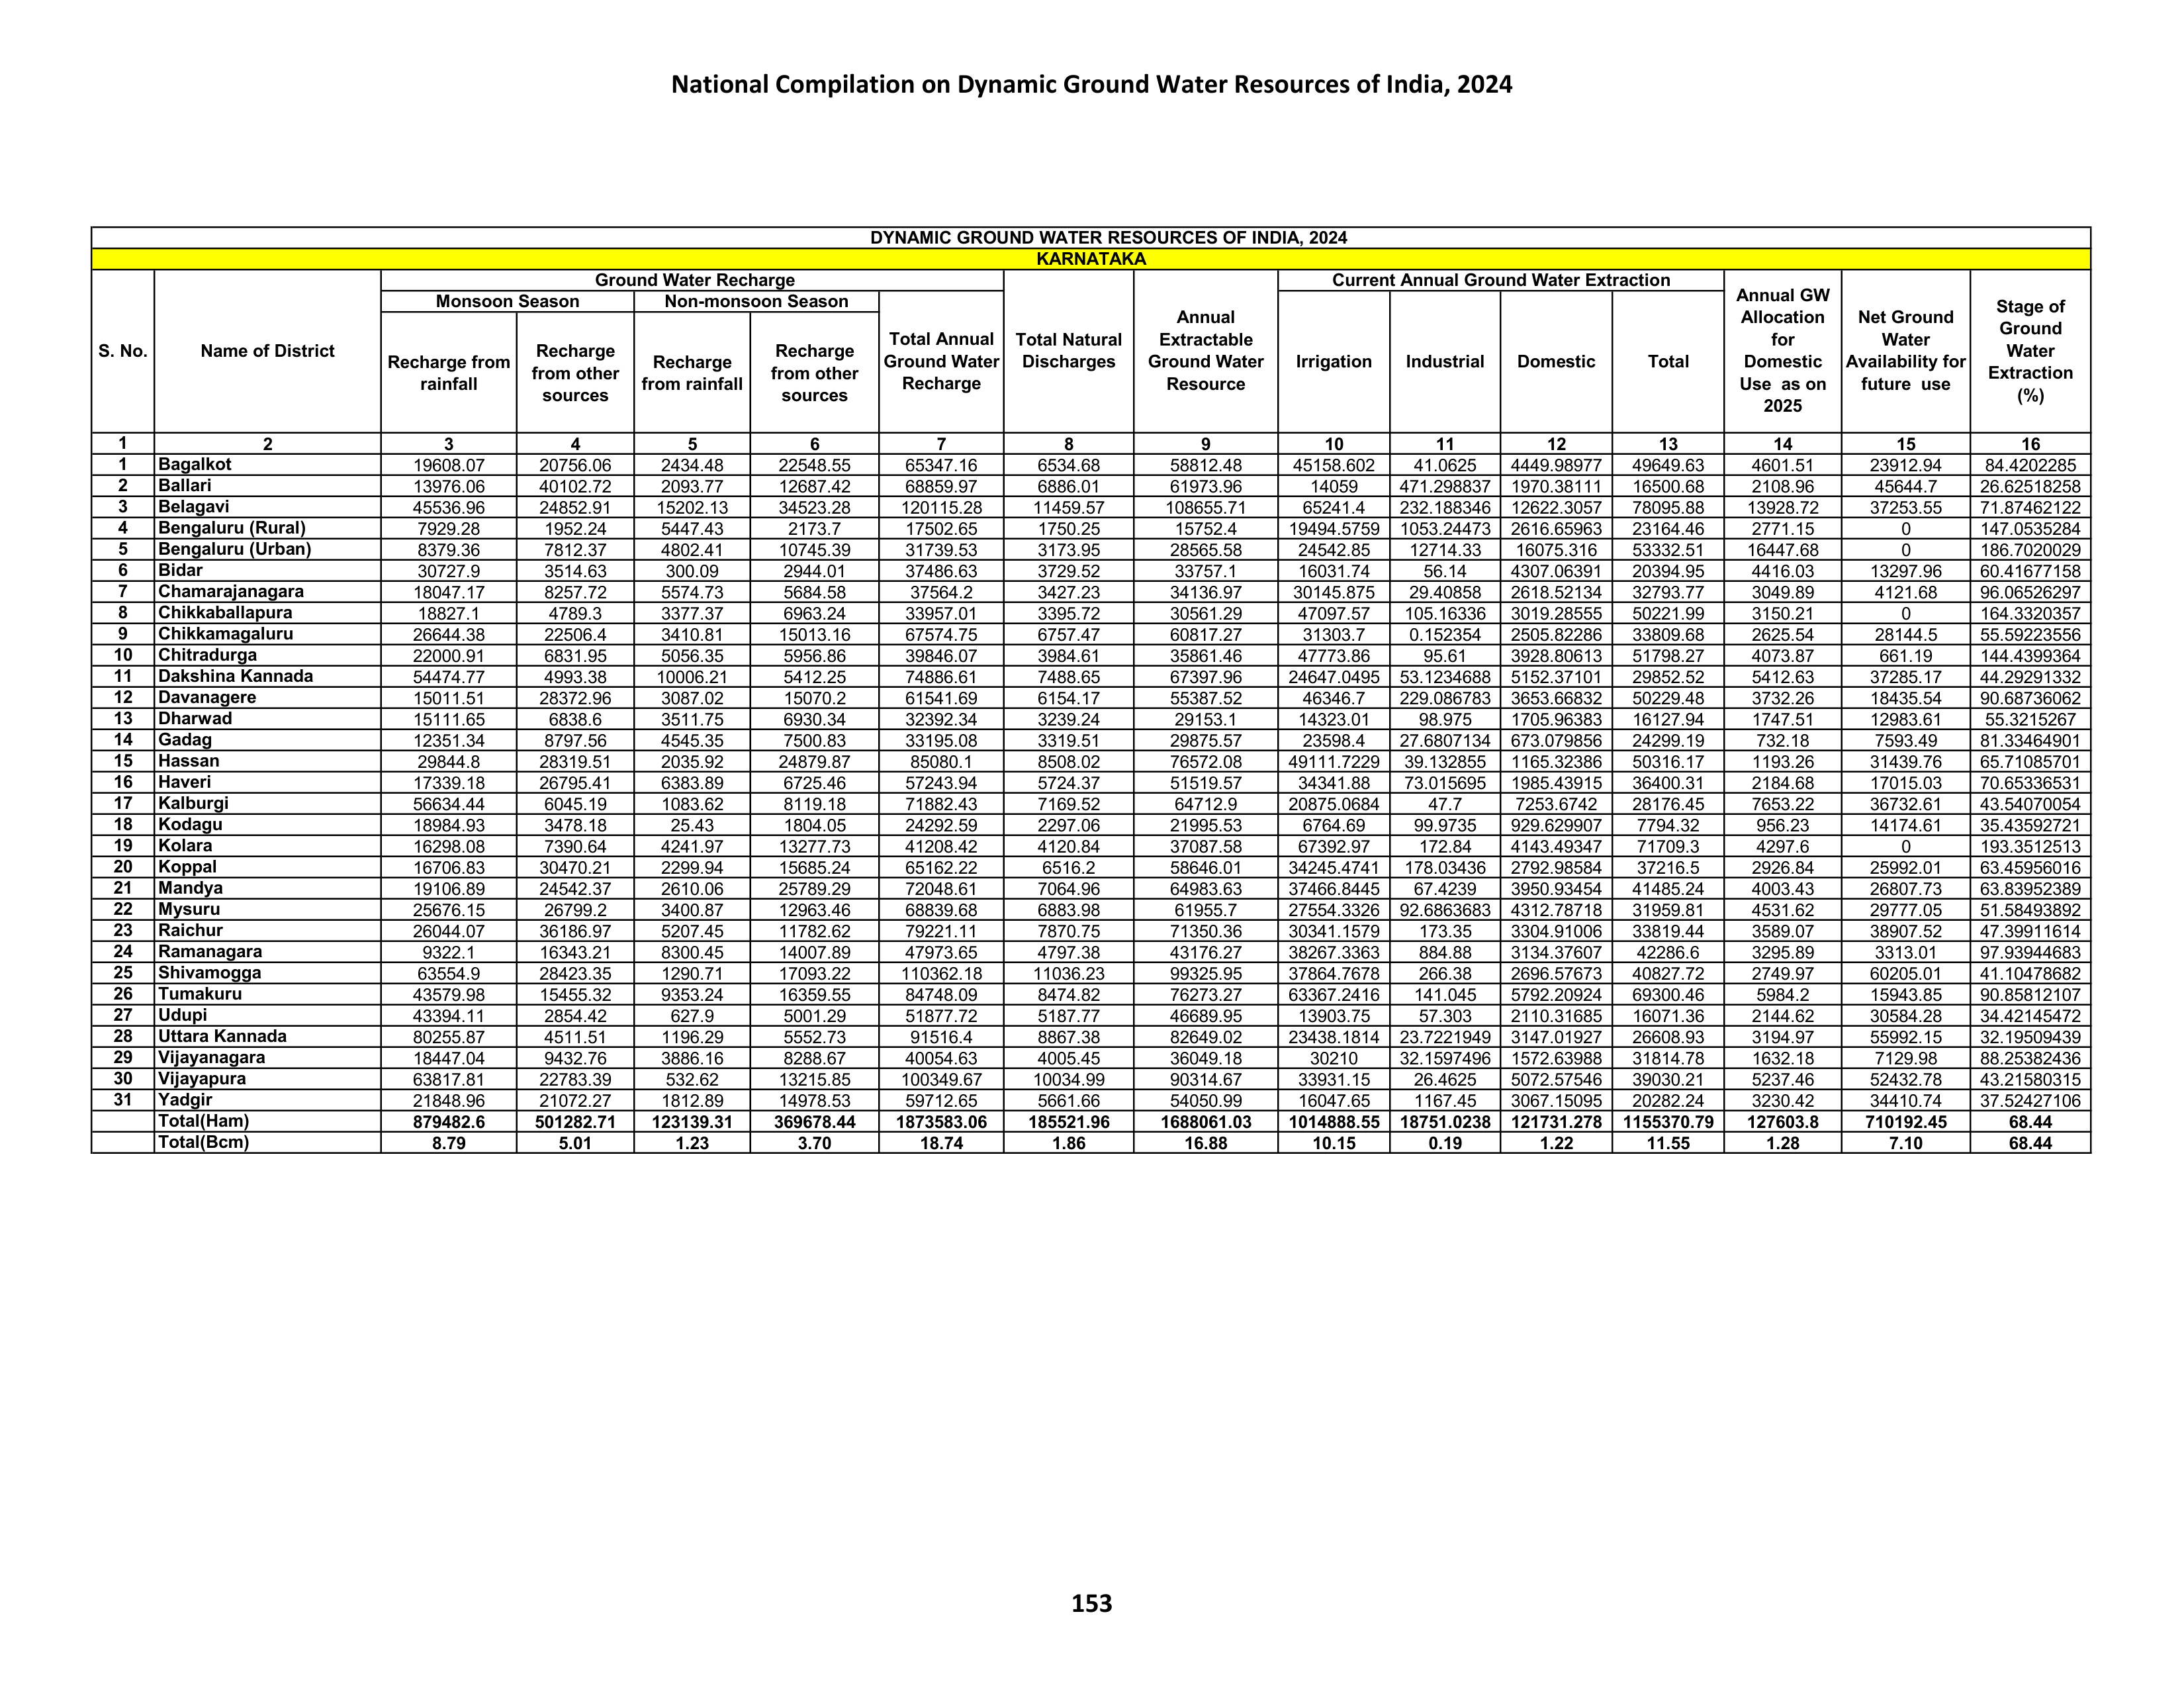 National Compilation on Dynamic Ground Water Resources of India, 2024
DYNAMIC GROUND WATER RESOURCES OF INDIA, 2024
KARNATAKA
S. No. Name of District Ground Water Recharge Total Natural Discharges Annual Extractable Ground Water Resource Current Annual Ground Water Extraction Annual GW Allocation for Domestic Use as on 2025 Net Ground Water Availability for future use Stage of Ground Water Extraction (%)
Monsoon Season Non-monsoon Season Total Annual Ground Water Recharge Irrigation Industrial Domestic Total
Recharge from rainfall Recharge from other sources Recharge from rainfall Recharge from other sources
1 2 3 4 5 6 7 8 9 10 11 12 13 14 15 16
1 Bagalkot 19608.07 20756.06 2434.48 22548.55 65347.16 6534.68 58812.48 45158.602 41.0625 4449.98977 49649.63 4601.51 23912.94 84.4202285
2 Ballari 13976.06 40102.72 2093.77 12687.42 68859.97 6886.01 61973.96 14059 471.298837 1970.38111 16500.68 2108.96 45644.7 26.62518258
3 Belagavi 45536.96 24852.91 15202.13 34523.28 120115.28 11459.57 108655.71 65241.4 232.188346 12622.3057 78095.88 13928.72 37253.55 71.87462122
4 Bengaluru (Rural) 7929.28 1952.24 5447.43 2173.7 17502.65 1750.25 15752.4 19494.5759 1053.24473 2616.65963 23164.46 2771.15 0 147.0535284
5 Bengaluru (Urban) 8379.36 7812.37 4802.41 10745.39 31739.53 3173.95 28565.58 24542.85 12714.33 16075.316 53332.51 16447.68 0 186.7020029
6 Bidar 30727.9 3514.63 300.09 2944.01 37486.63 3729.52 33757.1 16031.74 56.14 4307.06391 20394.95 4416.03 13297.96 60.41677158
7 Chamarajanagara 18047.17 8257.72 5574.73 5684.58 37564.2 3427.23 34136.97 30145.875 29.40858 2618.52134 32793.77 3049.89 4121.68 96.06526297
8 Chikkaballapura 18827.1 4789.3 3377.37 6963.24 33957.01 3395.72 30561.29 47097.57 105.16336 3019.28555 50221.99 3150.21 0 164.3320357
9 Chikkamagaluru 26644.38 22506.4 3410.81 15013.16 67574.75 6757.47 60817.27 31303.7 0.152354 2505.82286 33809.68 2625.54 28144.5 55.59223556
10 Chitradurga 22000.91 6831.95 5056.35 5956.86 39846.07 3984.61 35861.46 47773.86 95.61 3928.80613 51798.27 4073.87 661.19 144.4399364
11 Dakshina Kannada 54474.77 4993.38 10006.21 5412.25 74886.61 7488.65 67397.96 24647.0495 53.1234688 5152.37101 29852.52 5412.63 37285.17 44.29291332
12 Davanagere 15011.51 28372.96 3087.02 15070.2 61541.69 6154.17 55387.52 46346.7 229.086783 3653.66832 50229.48 3732.26 18435.54 90.68736062
13 Dharwad 15111.65 6838.6 3511.75 6930.34 32392.34 3239.24 29153.1 14323.01 98.975 1705.96383 16127.94 1747.51 12983.61 55.3215267
14 Gadag 12351.34 8797.56 4545.35 7500.83 33195.08 3319.51 29875.57 23598.4 27.6807134 673.079856 24299.19 732.18 7593.49 81.33464901
15 Hassan 29844.8 28319.51 2035.92 24879.87 85080.1 8508.02 76572.08 49111.7229 39.132855 1165.32386 50316.17 1193.26 31439.76 65.71085701
16 Haveri 17339.18 26795.41 6383.89 6725.46 57243.94 5724.37 51519.57 34341.88 73.015695 1985.43915 36400.31 2184.68 17015.03 70.65336531
17 Kalburgi 56634.44 6045.19 1083.62 8119.18 71882.43 7169.52 64712.9 20875.0684 47.7 7253.6742 28176.45 7653.22 36732.61 43.54070054
18 Kodagu 18984.93 3478.18 25.43 1804.05 24292.59 2297.06 21995.53 6764.69 99.9735 929.629907 7794.32 956.23 14174.61 35.43592721
19 Kolara 16298.08 7390.64 4241.97 13277.73 41208.42 4120.84 37087.58 67392.97 172.84 4143.49347 71709.3 4297.6 0 193.3512513
20 Koppal 16706.83 30470.21 2299.94 15685.24 65162.22 6516.2 58646.01 34245.4741 178.03436 2792.98584 37216.5 2926.84 25992.01 63.45956016
21 Mandya 19106.89 24542.37 2610.06 25789.29 72048.61 7064.96 64983.63 37466.8445 67.4239 3950.93454 41485.24 4003.43 26807.73 63.83952389
22 Mysuru 25676.15 26799.2 3400.87 12963.46 68839.68 6883.98 61955.7 27554.3326 92.6863683 4312.78718 31959.81 4531.62 29777.05 51.58493892
23 Raichur 26044.07 36186.97 5207.45 11782.62 79221.11 7870.75 71350.36 30341.1579 173.35 3304.91006 33819.44 3589.07 38907.52 47.39911614
24 Ramanagara 9322.1 16343.21 8300.45 14007.89 47973.65 4797.38 43176.27 38267.3363 884.88 3134.37607 42286.6 3295.89 3313.01 97.93944683
25 Shivamogga 63554.9 28423.35 1290.71 17093.22 110362.18 11036.23 99325.95 37864.7678 266.38 2696.57673 40827.72 2749.97 60205.01 41.10478682
26 Tumakuru 43579.98 15455.32 9353.24 16359.55 84748.09 8474.82 76273.27 63367.2416 141.045 5792.20924 69300.46 5984.2 15943.85 90.85812107
27 Udupi 43394.11 2854.42 627.9 5001.29 51877.72 5187.77 46689.95 13903.75 57.303 2110.31685 16071.36 2144.62 30584.28 34.42145472
28 Uttara Kannada 80255.87 4511.51 1196.29 5552.73 91516.4 8867.38 82649.02 23438.1814 23.7221949 3147.01927 26608.93 3194.97 55992.15 32.19509439
29 Vijayanagara 18447.04 9432.76 3886.16 8288.67 40054.63 4005.45 36049.18 30210 32.1597496 1572.63988 31814.78 1632.18 7129.98 88.25382436
30 Vijayapura 63817.81 22783.39 532.62 13215.85 100349.67 10034.99 90314.67 33931.15 26.4625 5072.57546 39030.21 5237.46 52432.78 43.21580315
31 Yadgir 21848.96 21072.27 1812.89 14978.53 59712.65 5661.66 54050.99 16047.65 1167.45 3067.15095 20282.24 3230.42 34410.74 37.52427106
Total(Ham) 879482.6 501282.71 123139.31 369678.44 1873583.06 185521.96 1688061.03 1014888.55 18751.0238 121731.278 1155370.79 127603.8 710192.45 68.44
Total(Bcm) 8.79 5.01 1.23 3.70 18.74 1.86 16.88 10.15 0.19 1.22 11.55 1.28 7.10 68.44
153